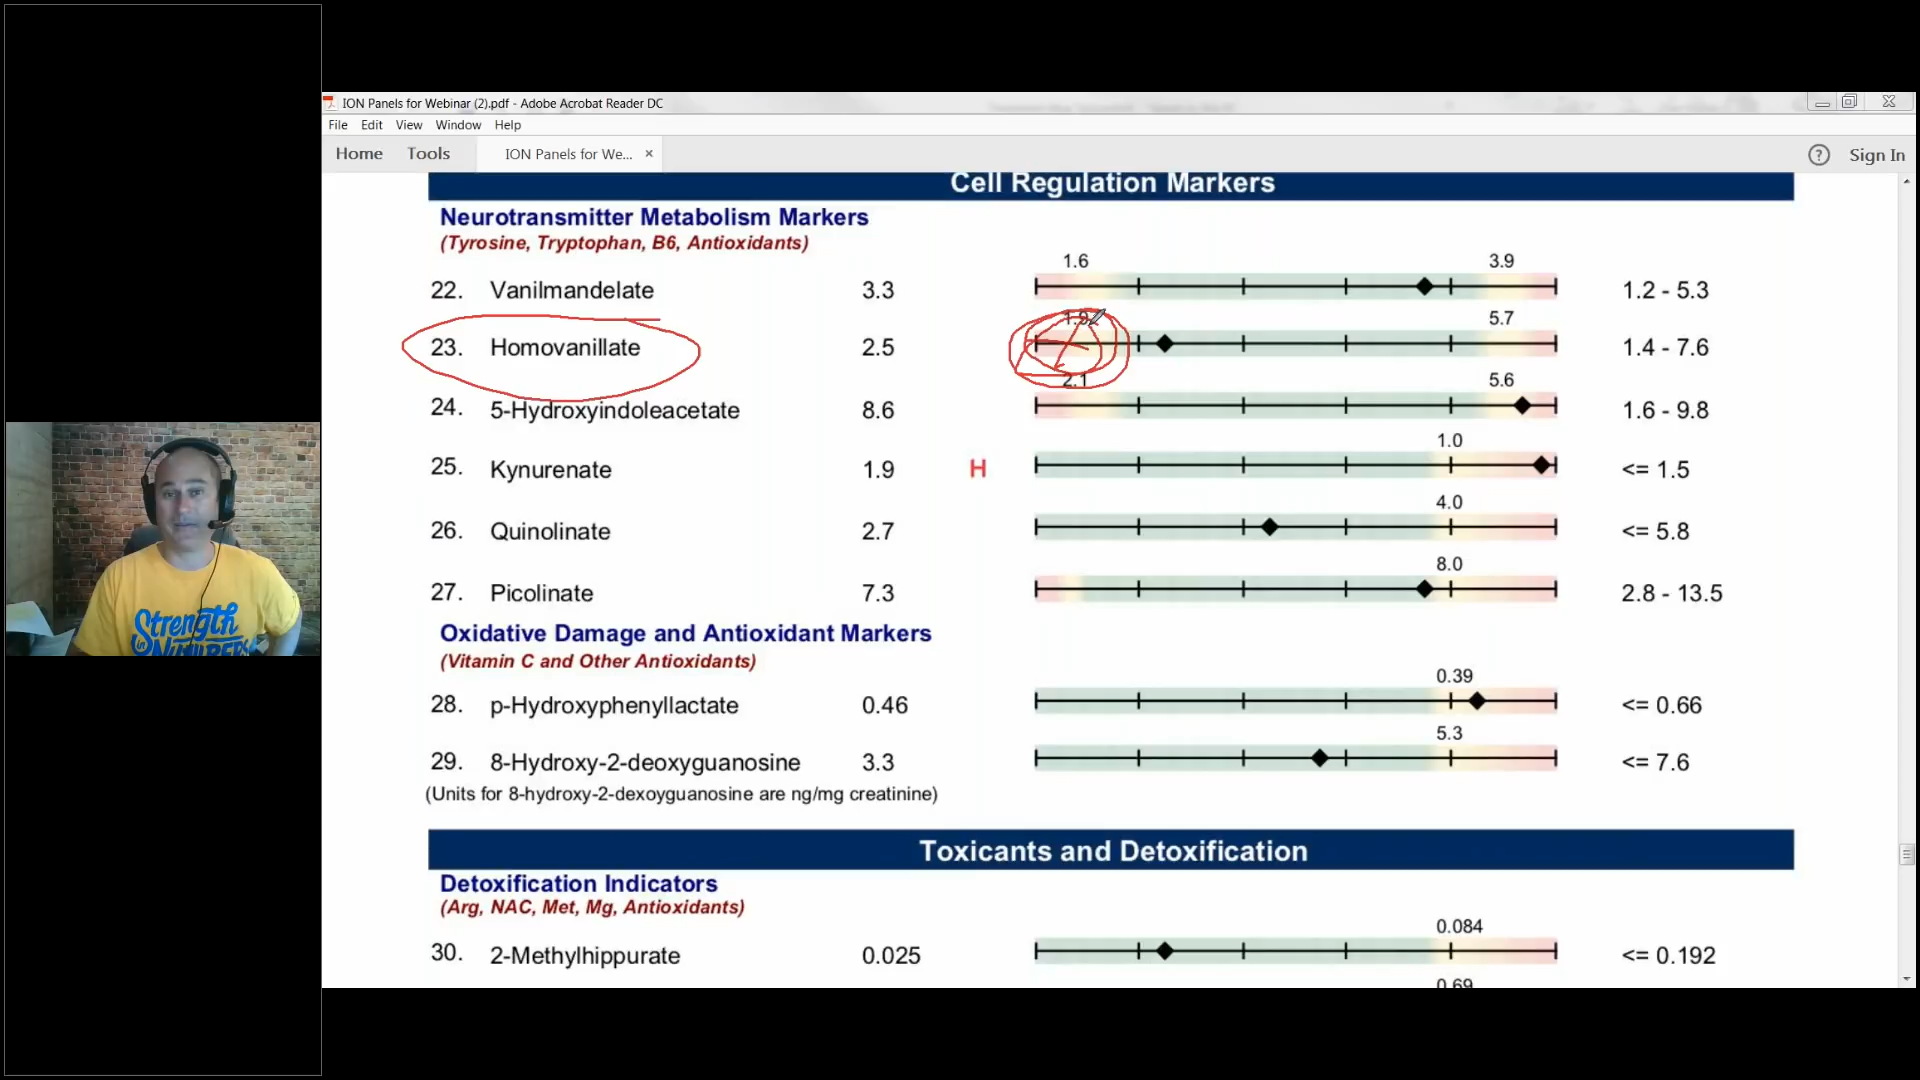 ION Panels for Webinar (2).pdf - Adobe Acrobat Reader DC
File Edit View Window Help
Home Tools ION Panels for We... × ? Sign In
Cell Regulation Markers
Neurotransmitter Metabolism Markers
(Tyrosine, Tryptophan, B6, Antioxidants)
1.6 3.9
22. Vanilmandelate 3.3 1.2 - 5.3
5.7
23. Homovanillate 2.5 1.4 - 7.6
2.1 5.6
24. 5-Hydroxyindoleacetate 8.6 1.6 - 9.8
1.0
25. Kynurenate 1.9 H <= 1.5
4.0
26. Quinolinate 2.7 <= 5.8
8.0
27. Picolinate 7.3 2.8 - 13.5
Oxidative Damage and Antioxidant Markers
(Vitamin C and Other Antioxidants)
0.39
28. p-Hydroxyphenyllactate 0.46 <= 0.66
5.3
29. 8-Hydroxy-2-deoxyguanosine 3.3 <= 7.6
(Units for 8-hydroxy-2-dexoyguanosine are ng/mg creatinine)
Toxicants and Detoxification
Detoxification Indicators
(Arg, NAC, Met, Mg, Antioxidants)
0.084
30. 2-Methylhippurate 0.025 <= 0.192
0.69
Strength
in NUMBERS